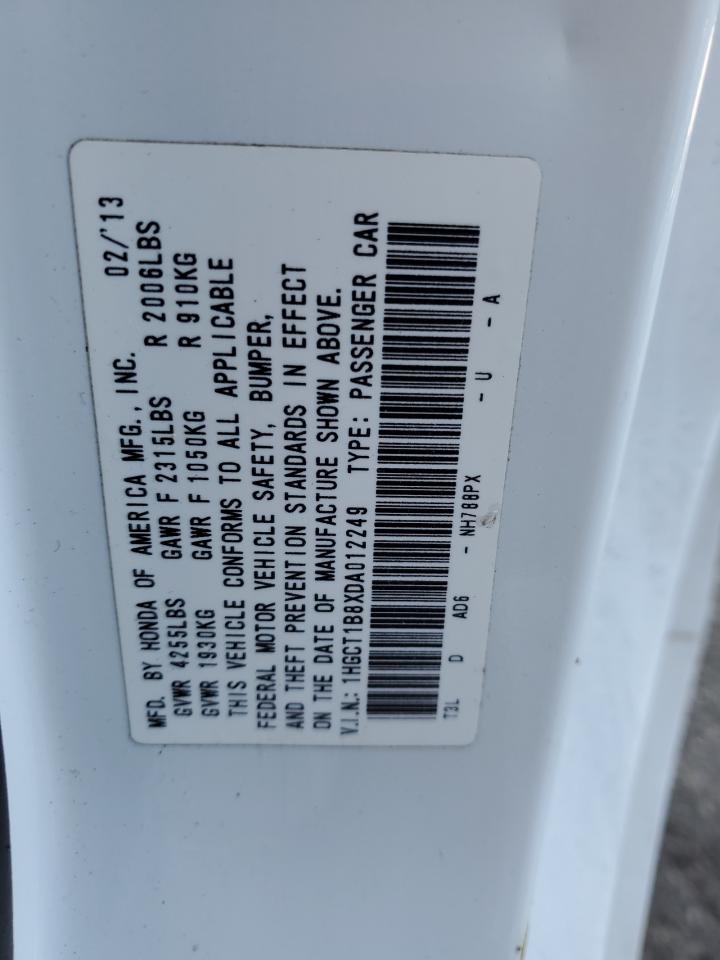 MFD. BY HONDA OF AMERICA MFG., INC. 02/'13
GVWR 4255LBS GAWR F 2315LBS R 2006LBS
GVWR 1930KG GAWR F 1050KG R 910KG
THIS VEHICLE CONFORMS TO ALL APPLICABLE
FEDERAL MOTOR VEHICLE SAFETY, BUMPER,
AND THEFT PREVENTION STANDARDS IN EFFECT
ON THE DATE OF MANUFACTURE SHOWN ABOVE.
V.I.N.: 1HGCT1B8XDA012249 TYPE: PASSENGER CAR
T3L D AD6 - NH788PX - U - A